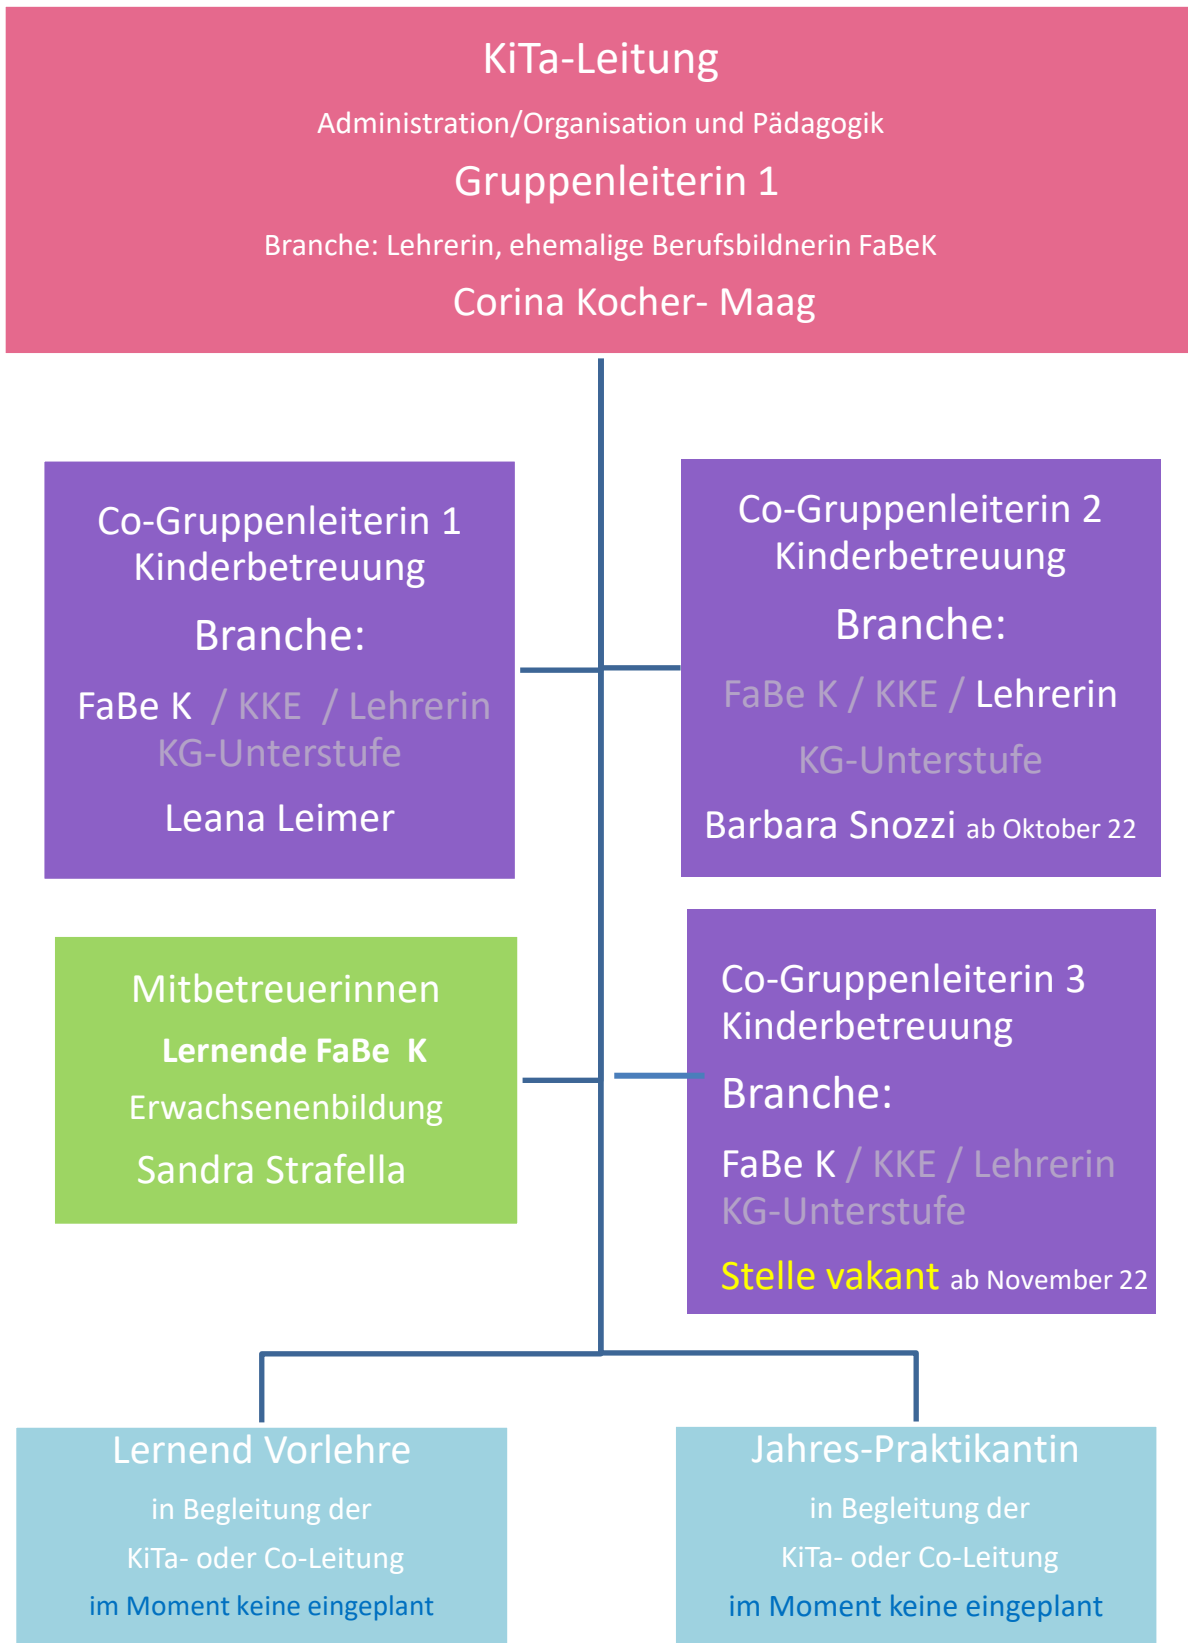 KiTa-Leitung
Administration/Organisation und Pädagogik
Gruppenleiterin 1
Branche: Lehrerin, ehemalige Berufsbildnerin FaBeK
Corina Kocher- Maag
Co-Gruppenleiterin 1
Kinderbetreuung
Branche:
FaBe K / KKE / Lehrerin
KG-Unterstufe
Leana Leimer
Co-Gruppenleiterin 2
Kinderbetreuung
Branche:
FaBe K / KKE / Lehrerin
KG-Unterstufe
Barbara Snozzi ab Oktober 22
Mitbetreuerinnen
Lernende FaBe K
Erwachsenenbildung
Sandra Strafella
Co-Gruppenleiterin 3
Kinderbetreuung
Branche:
FaBe K / KKE / Lehrerin
KG-Unterstufe
Stelle vakant ab November 22
Lernend Vorlehre
in Begleitung der
KiTa- oder Co-Leitung
im Moment keine eingeplant
Jahres-Praktikantin
in Begleitung der
KiTa- oder Co-Leitung
im Moment keine eingeplant